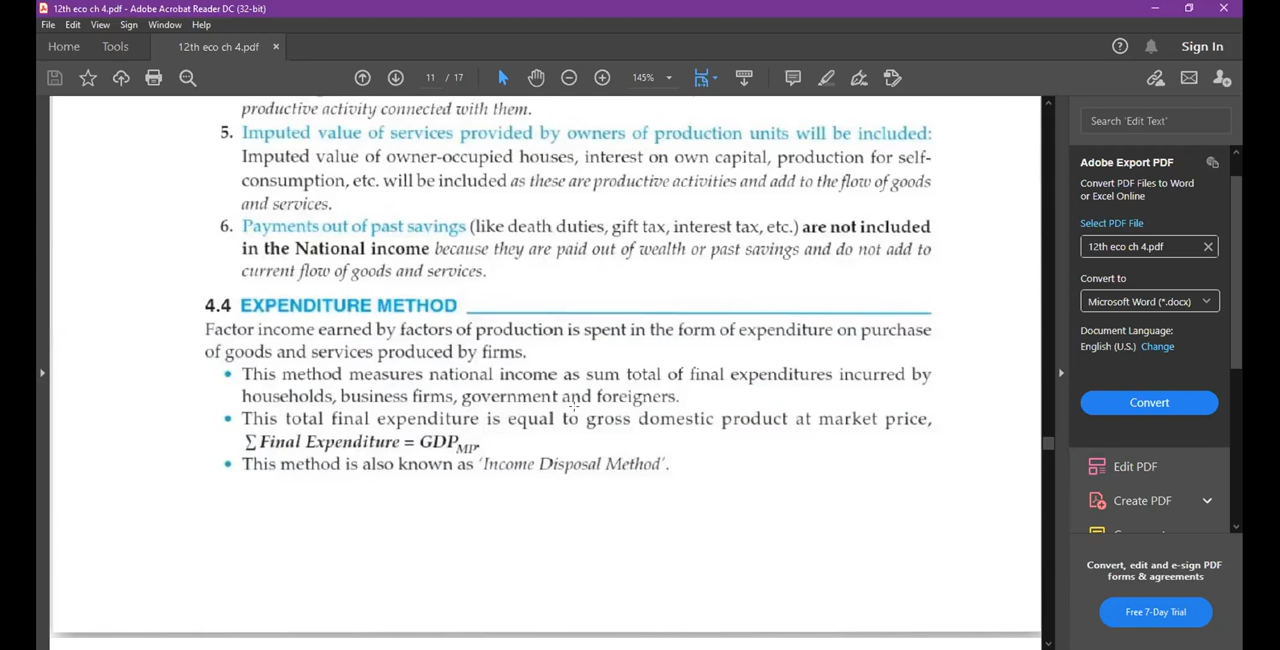 12th eco ch 4.pdf - Adobe Acrobat Reader DC (32-bit)
File Edit View Sign Window Help
Home Tools 12th eco ch 4.pdf × Sign In
11 / 17 145%
productive activity connected with them.
5. Imputed value of services provided by owners of production units will be included:
Imputed value of owner-occupied houses, interest on own capital, production for self-
consumption, etc. will be included as these are productive activities and add to the flow of goods
and services.
6. Payments out of past savings (like death duties, gift tax, interest tax, etc.) are not included
in the National income because they are paid out of wealth or past savings and do not add to
current flow of goods and services.
4.4 EXPENDITURE METHOD
Factor income earned by factors of production is spent in the form of expenditure on purchase
of goods and services produced by firms.
• This method measures national income as sum total of final expenditures incurred by
households, business firms, government and foreigners.
• This total final expenditure is equal to gross domestic product at market price,
∑ Final Expenditure = GDP_MP.
• This method is also known as 'Income Disposal Method'.
Search 'Edit Text'
Adobe Export PDF
Convert PDF Files to Word
or Excel Online
Select PDF File
12th eco ch 4.pdf
Convert to
Microsoft Word (*.docx)
Document Language:
English (U.S.) Change
Convert
Edit PDF
Create PDF
Convert, edit and e-sign PDF
forms & agreements
Free 7-Day Trial